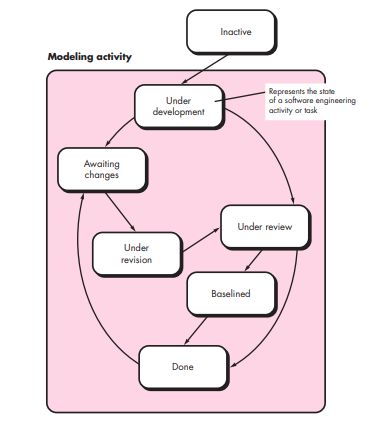 Inactive
Modeling activity
Represents the state
of a software engineering
activity or task
Under
development
Awaiting
changes
Under review
Under
revision
Baselined
Done